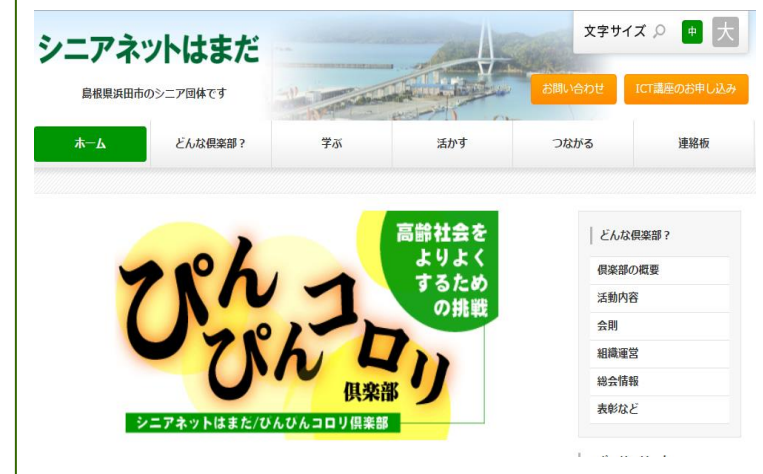 シニアネットはまだ
島根県浜田市のシニア団体です
文字サイズ
中
大
お問い合わせ
ICT講座のお申し込み
ホーム
どんな倶楽部？
学ぶ
活かす
つながる
連絡板
高齢社会を
よりよく
するため
の挑戦
ぴん
ぴん
コロリ
倶楽部
シニアネットはまだ/ぴんぴんコロリ倶楽部
どんな倶楽部？
倶楽部の概要
活動内容
会則
組織運営
総会情報
表彰など